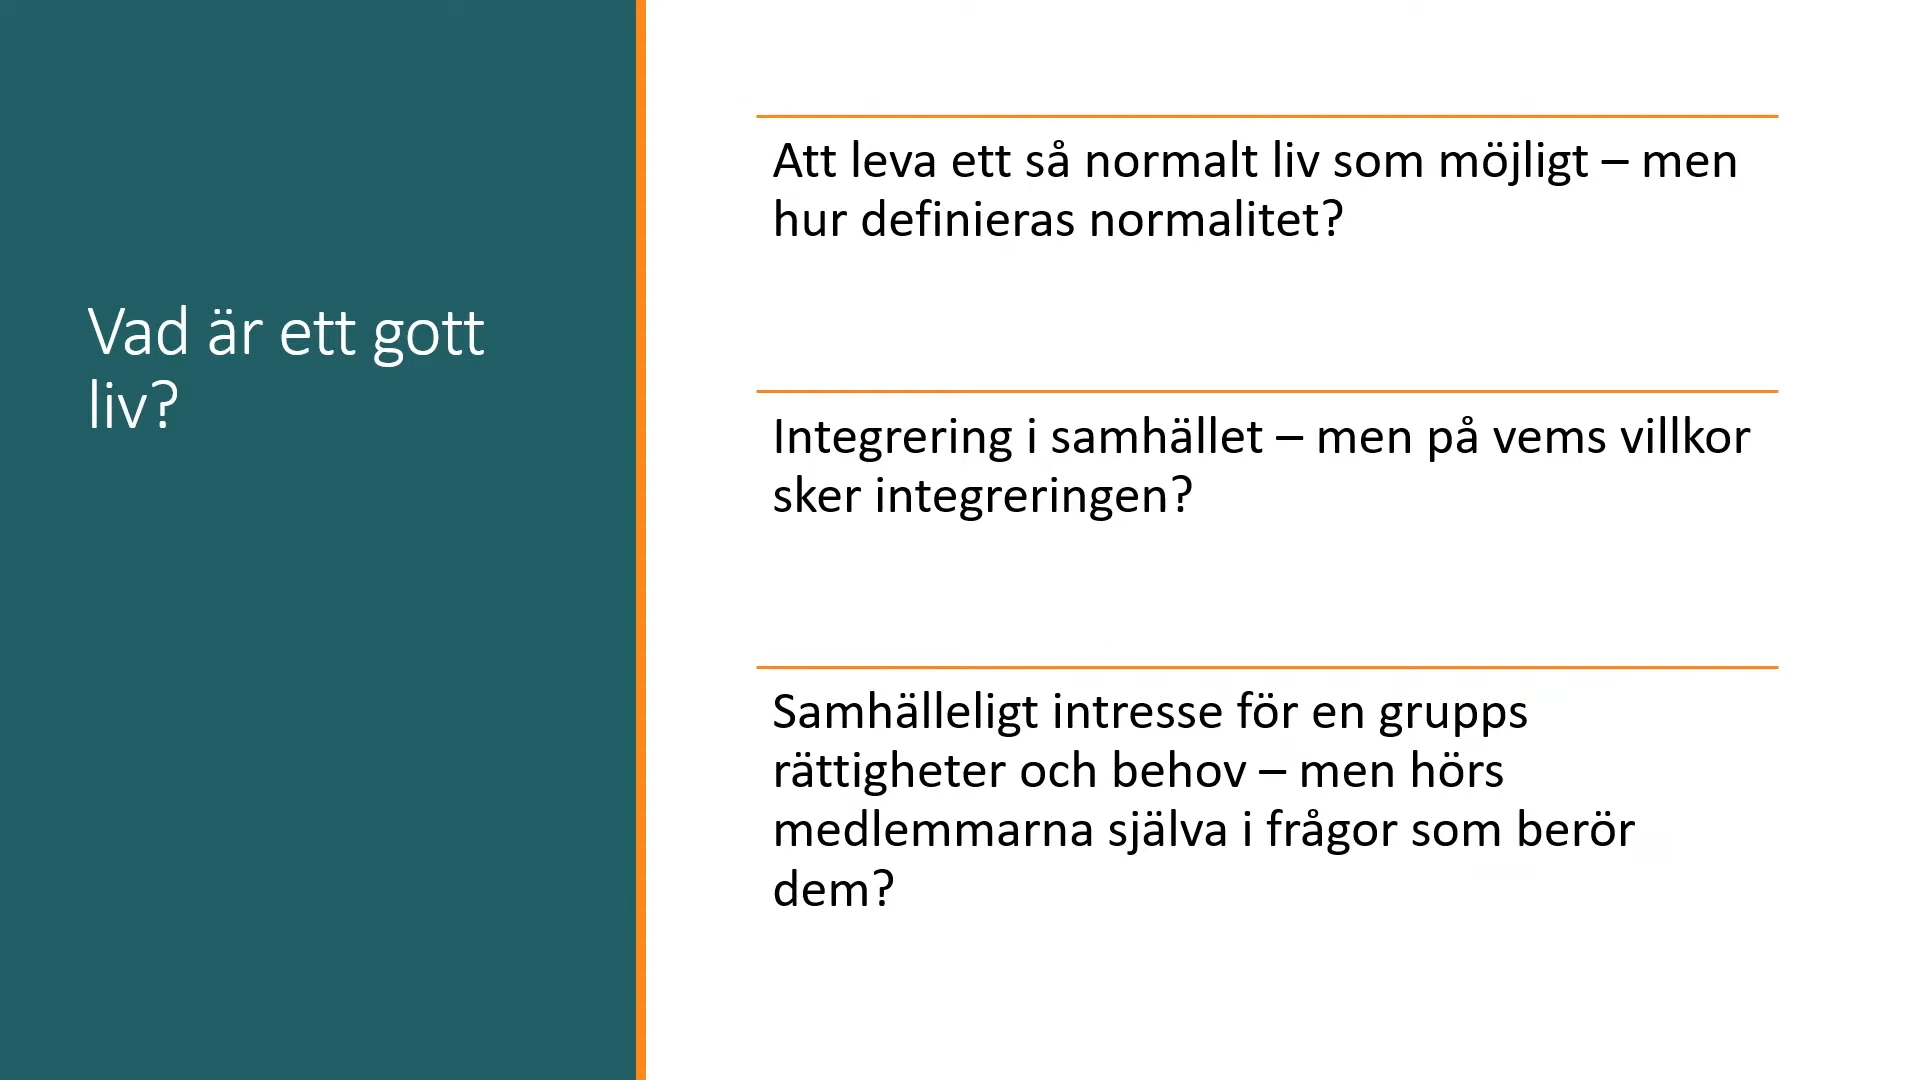 Vad är ett gott
liv?
Att leva ett så normalt liv som möjligt – men
hur definieras normalitet?
Integrering i samhället – men på vems villkor
sker integreringen?
Samhälleligt intresse för en grupps
rättigheter och behov – men hörs
medlemmarna själva i frågor som berör
dem?